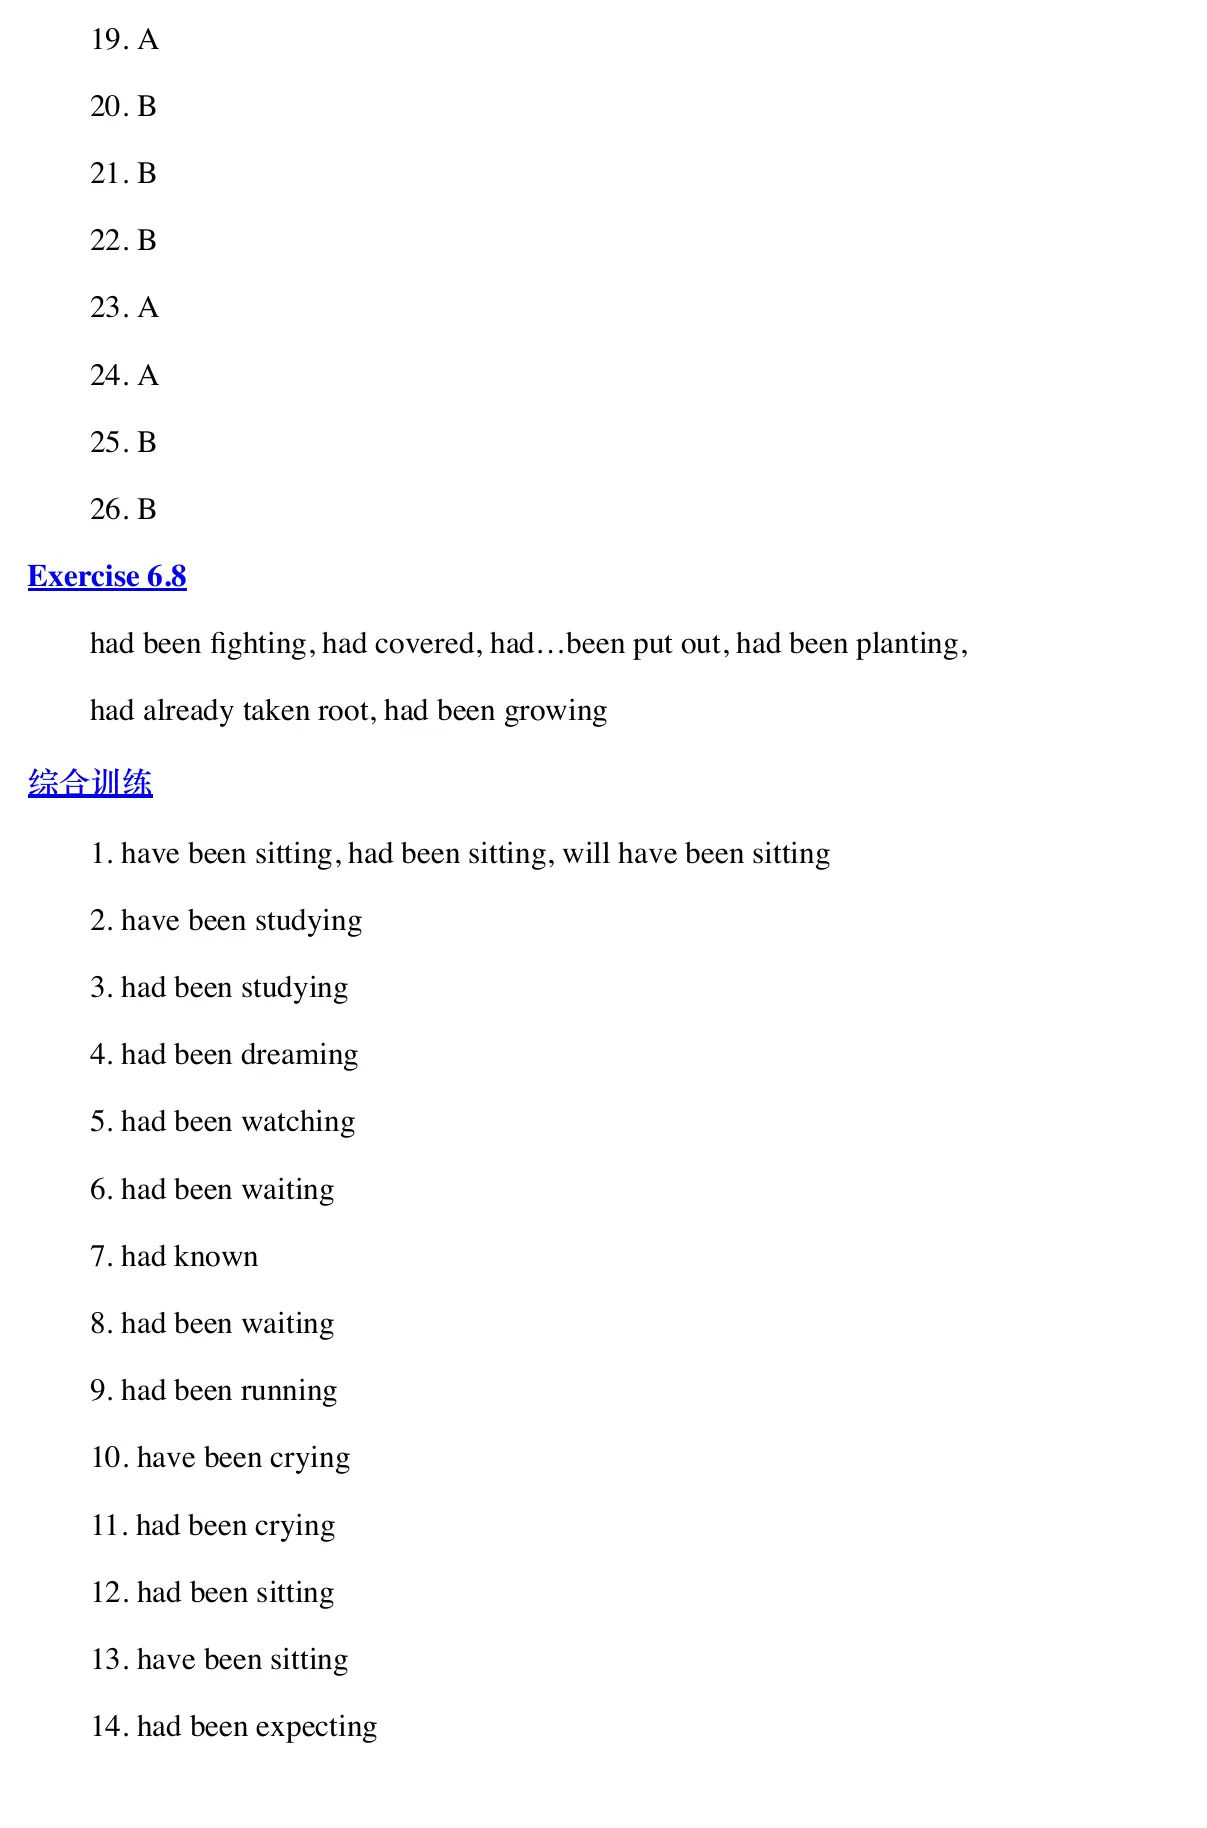 19. A
20. B
21. B
22. B
23. A
24. A
25. B
26. B
Exercise 6.8
had been fighting, had covered, had…been put out, had been planting,
had already taken root, had been growing
综合训练
1. have been sitting, had been sitting, will have been sitting
2. have been studying
3. had been studying
4. had been dreaming
5. had been watching
6. had been waiting
7. had known
8. had been waiting
9. had been running
10. have been crying
11. had been crying
12. had been sitting
13. have been sitting
14. had been expecting